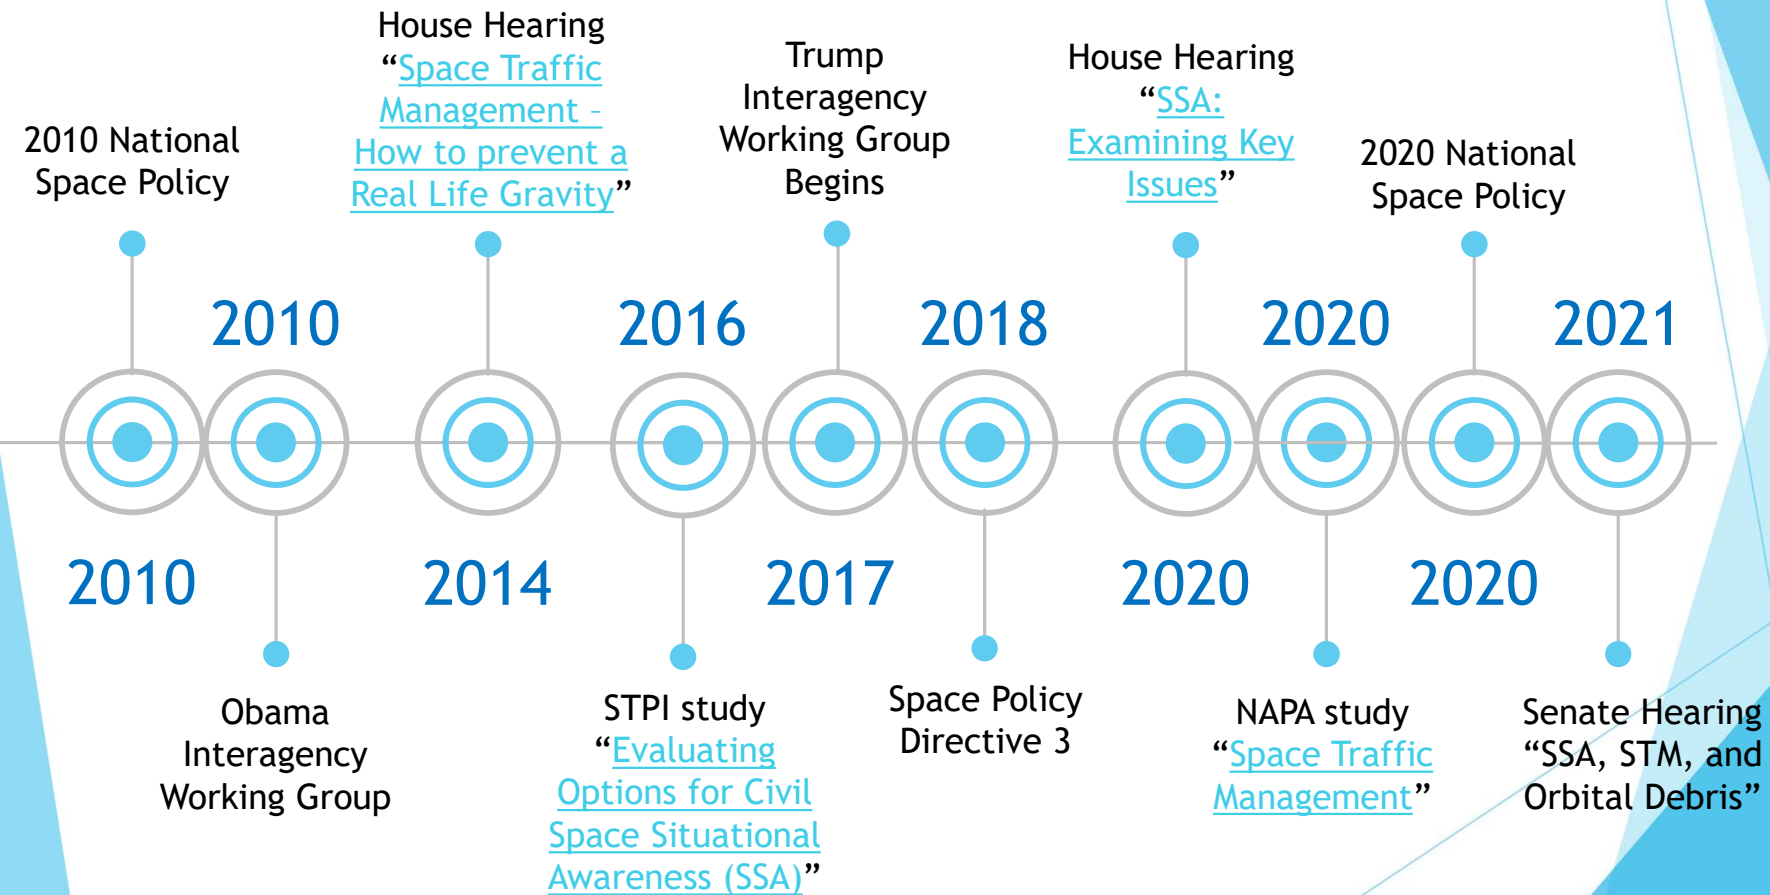 2010 National
Space Policy
2010
2010
Obama
Interagency
Working Group
House Hearing
“Space Traffic
Management –
How to prevent a
Real Life Gravity”
2014
2016
STPI study
“Evaluating
Options for Civil
Space Situational
Awareness (SSA)”
Trump
Interagency
Working Group
Begins
2017
2018
Space Policy
Directive 3
House Hearing
“SSA:
Examining Key
Issues”
2020
2020
NAPA study
“Space Traffic
Management”
2020 National
Space Policy
2020
2021
Senate Hearing
“SSA, STM, and
Orbital Debris”